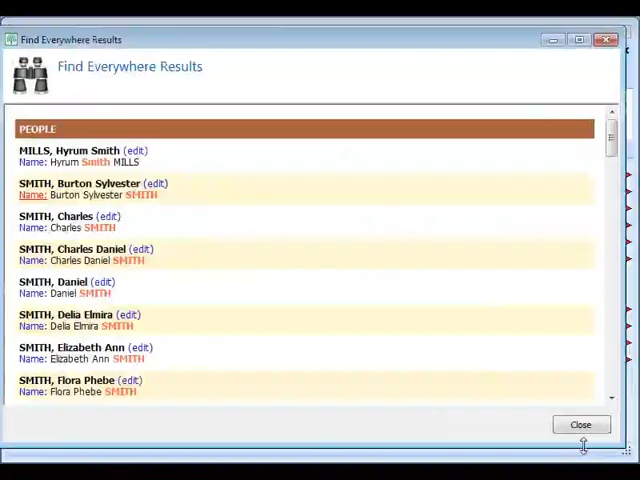 Find Everywhere Results
Find Everywhere Results
PEOPLE
MILLS, Hyrum Smith (edit)
Name: Hyrum Smith MILLS
SMITH, Burton Sylvester (edit)
Name: Burton Sylvester SMITH
SMITH, Charles (edit)
Name: Charles SMITH
SMITH, Charles Daniel (edit)
Name: Charles Daniel SMITH
SMITH, Daniel (edit)
Name: Daniel SMITH
SMITH, Delia Elmira (edit)
Name: Delia Elmira SMITH
SMITH, Elizabeth Ann (edit)
Name: Elizabeth Ann SMITH
SMITH, Flora Phebe (edit)
Name: Flora Phebe SMITH
Close